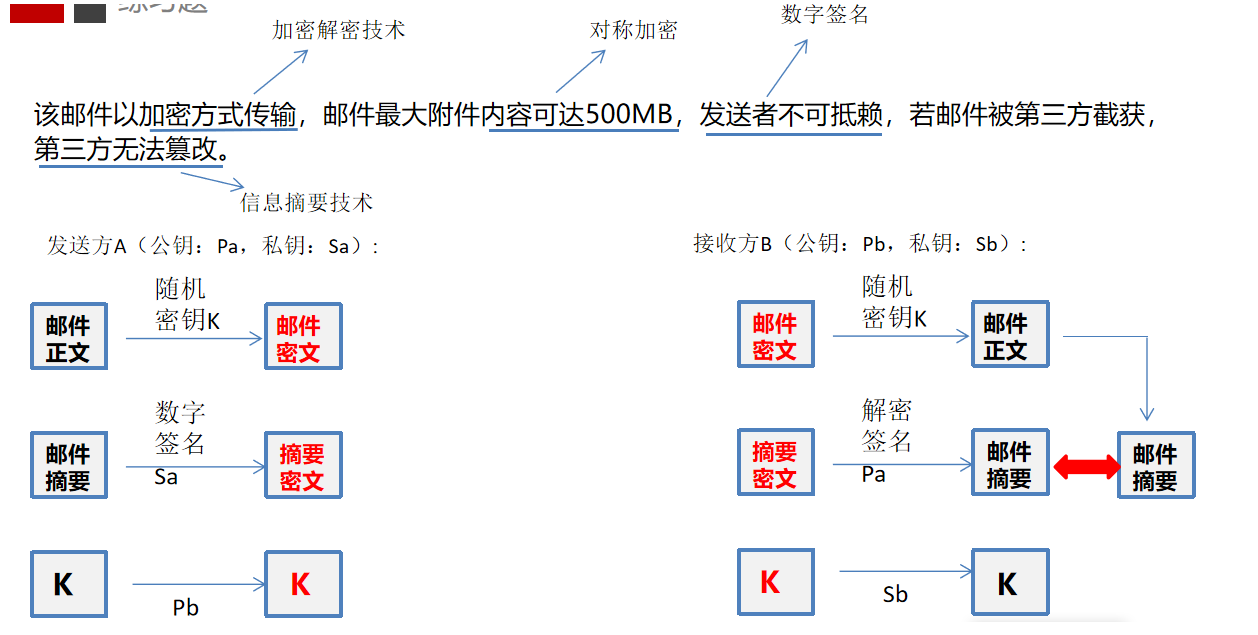 练习题
加密解密技术
对称加密
数字签名
该邮件以加密方式传输，邮件最大附件内容可达500MB，发送者不可抵赖，若邮件被第三方截获，
第三方无法篡改。
信息摘要技术
发送方A（公钥：Pa，私钥：Sa）:
随机
密钥K
邮件
正文
邮件
密文
数字
签名
Sa
邮件
摘要
摘要
密文
K
Pb
K
接收方B（公钥：Pb，私钥：Sb）:
随机
密钥K
邮件
密文
邮件
正文
解密
签名
Pa
摘要
密文
邮件
摘要
邮件
摘要
K
Sb
K